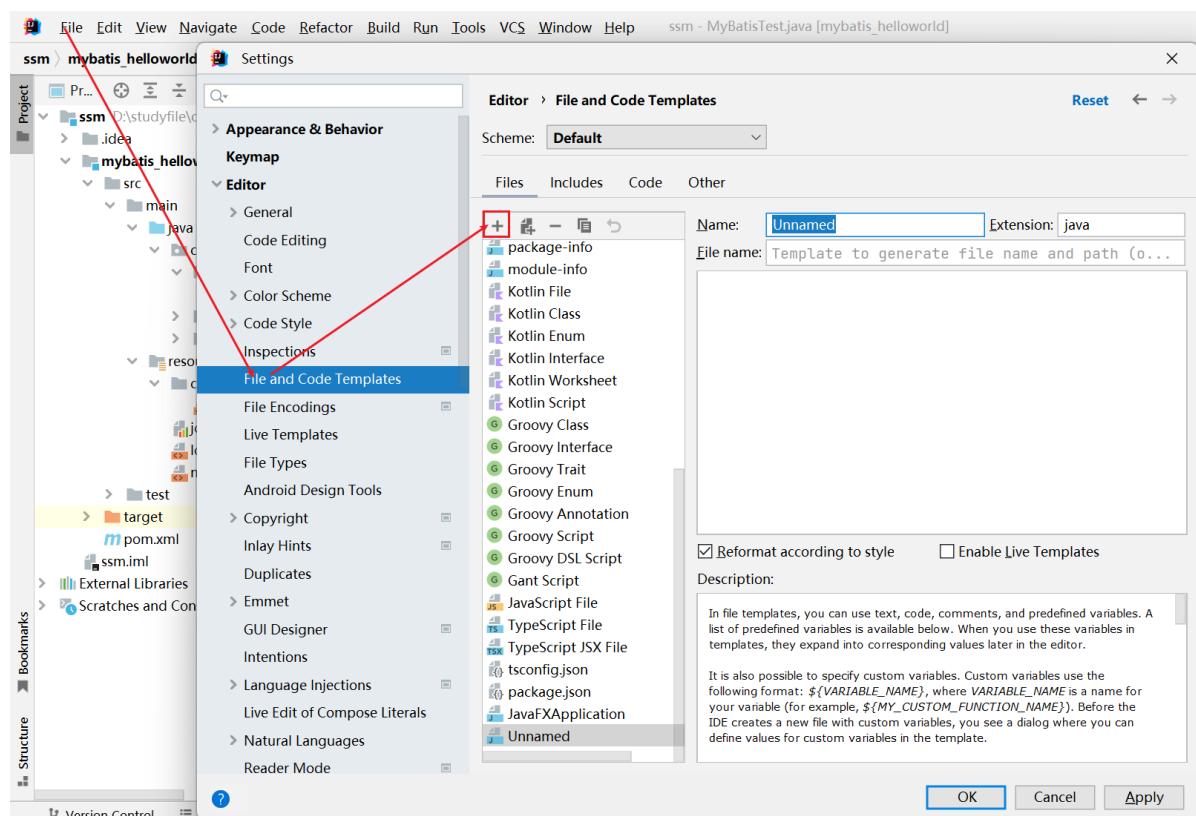 File Edit View Navigate Code Refactor Build Run Tools VCS Window Help ssm - MyBatisTest.java [mybatis_helloworld]
ssm mybatis_helloworld
Settings
Project
Pr...
ssm D:\studyfile\
.idea
mybatis_hellow
src
main
java
resou
test
target
pom.xml
ssm.iml
External Libraries
Scratches and Con
Bookmarks
Structure
Version Control
Appearance & Behavior
Keymap
Editor
General
Code Editing
Font
Color Scheme
Code Style
Inspections
File and Code Templates
File Encodings
Live Templates
File Types
Android Design Tools
Copyright
Inlay Hints
Duplicates
Emmet
GUI Designer
Intentions
Language Injections
Live Edit of Compose Literals
Natural Languages
Reader Mode
?
Editor › File and Code Templates
Reset
Scheme: Default
Files Includes Code Other
package-info
module-info
Kotlin File
Kotlin Class
Kotlin Enum
Kotlin Interface
Kotlin Worksheet
Kotlin Script
Groovy Class
Groovy Interface
Groovy Trait
Groovy Enum
Groovy Annotation
Groovy Script
Groovy DSL Script
Gant Script
JavaScript File
TypeScript File
TypeScript JSX File
tsconfig.json
package.json
JavaFXApplication
Unnamed
Name: Unnamed Extension: java
File name: Template to generate file name and path (o...
Reformat according to style Enable Live Templates
Description:
In file templates, you can use text, code, comments, and predefined variables. A
list of predefined variables is available below. When you use these variables in
templates, they expand into corresponding values later in the editor.
It is also possible to specify custom variables. Custom variables use the
following format: ${VARIABLE_NAME}, where VARIABLE_NAME is a name for
your variable (for example, ${MY_CUSTOM_FUNCTION_NAME}). Before the
IDE creates a new file with custom variables, you see a dialog where you can
define values for custom variables in the template.
OK Cancel Apply